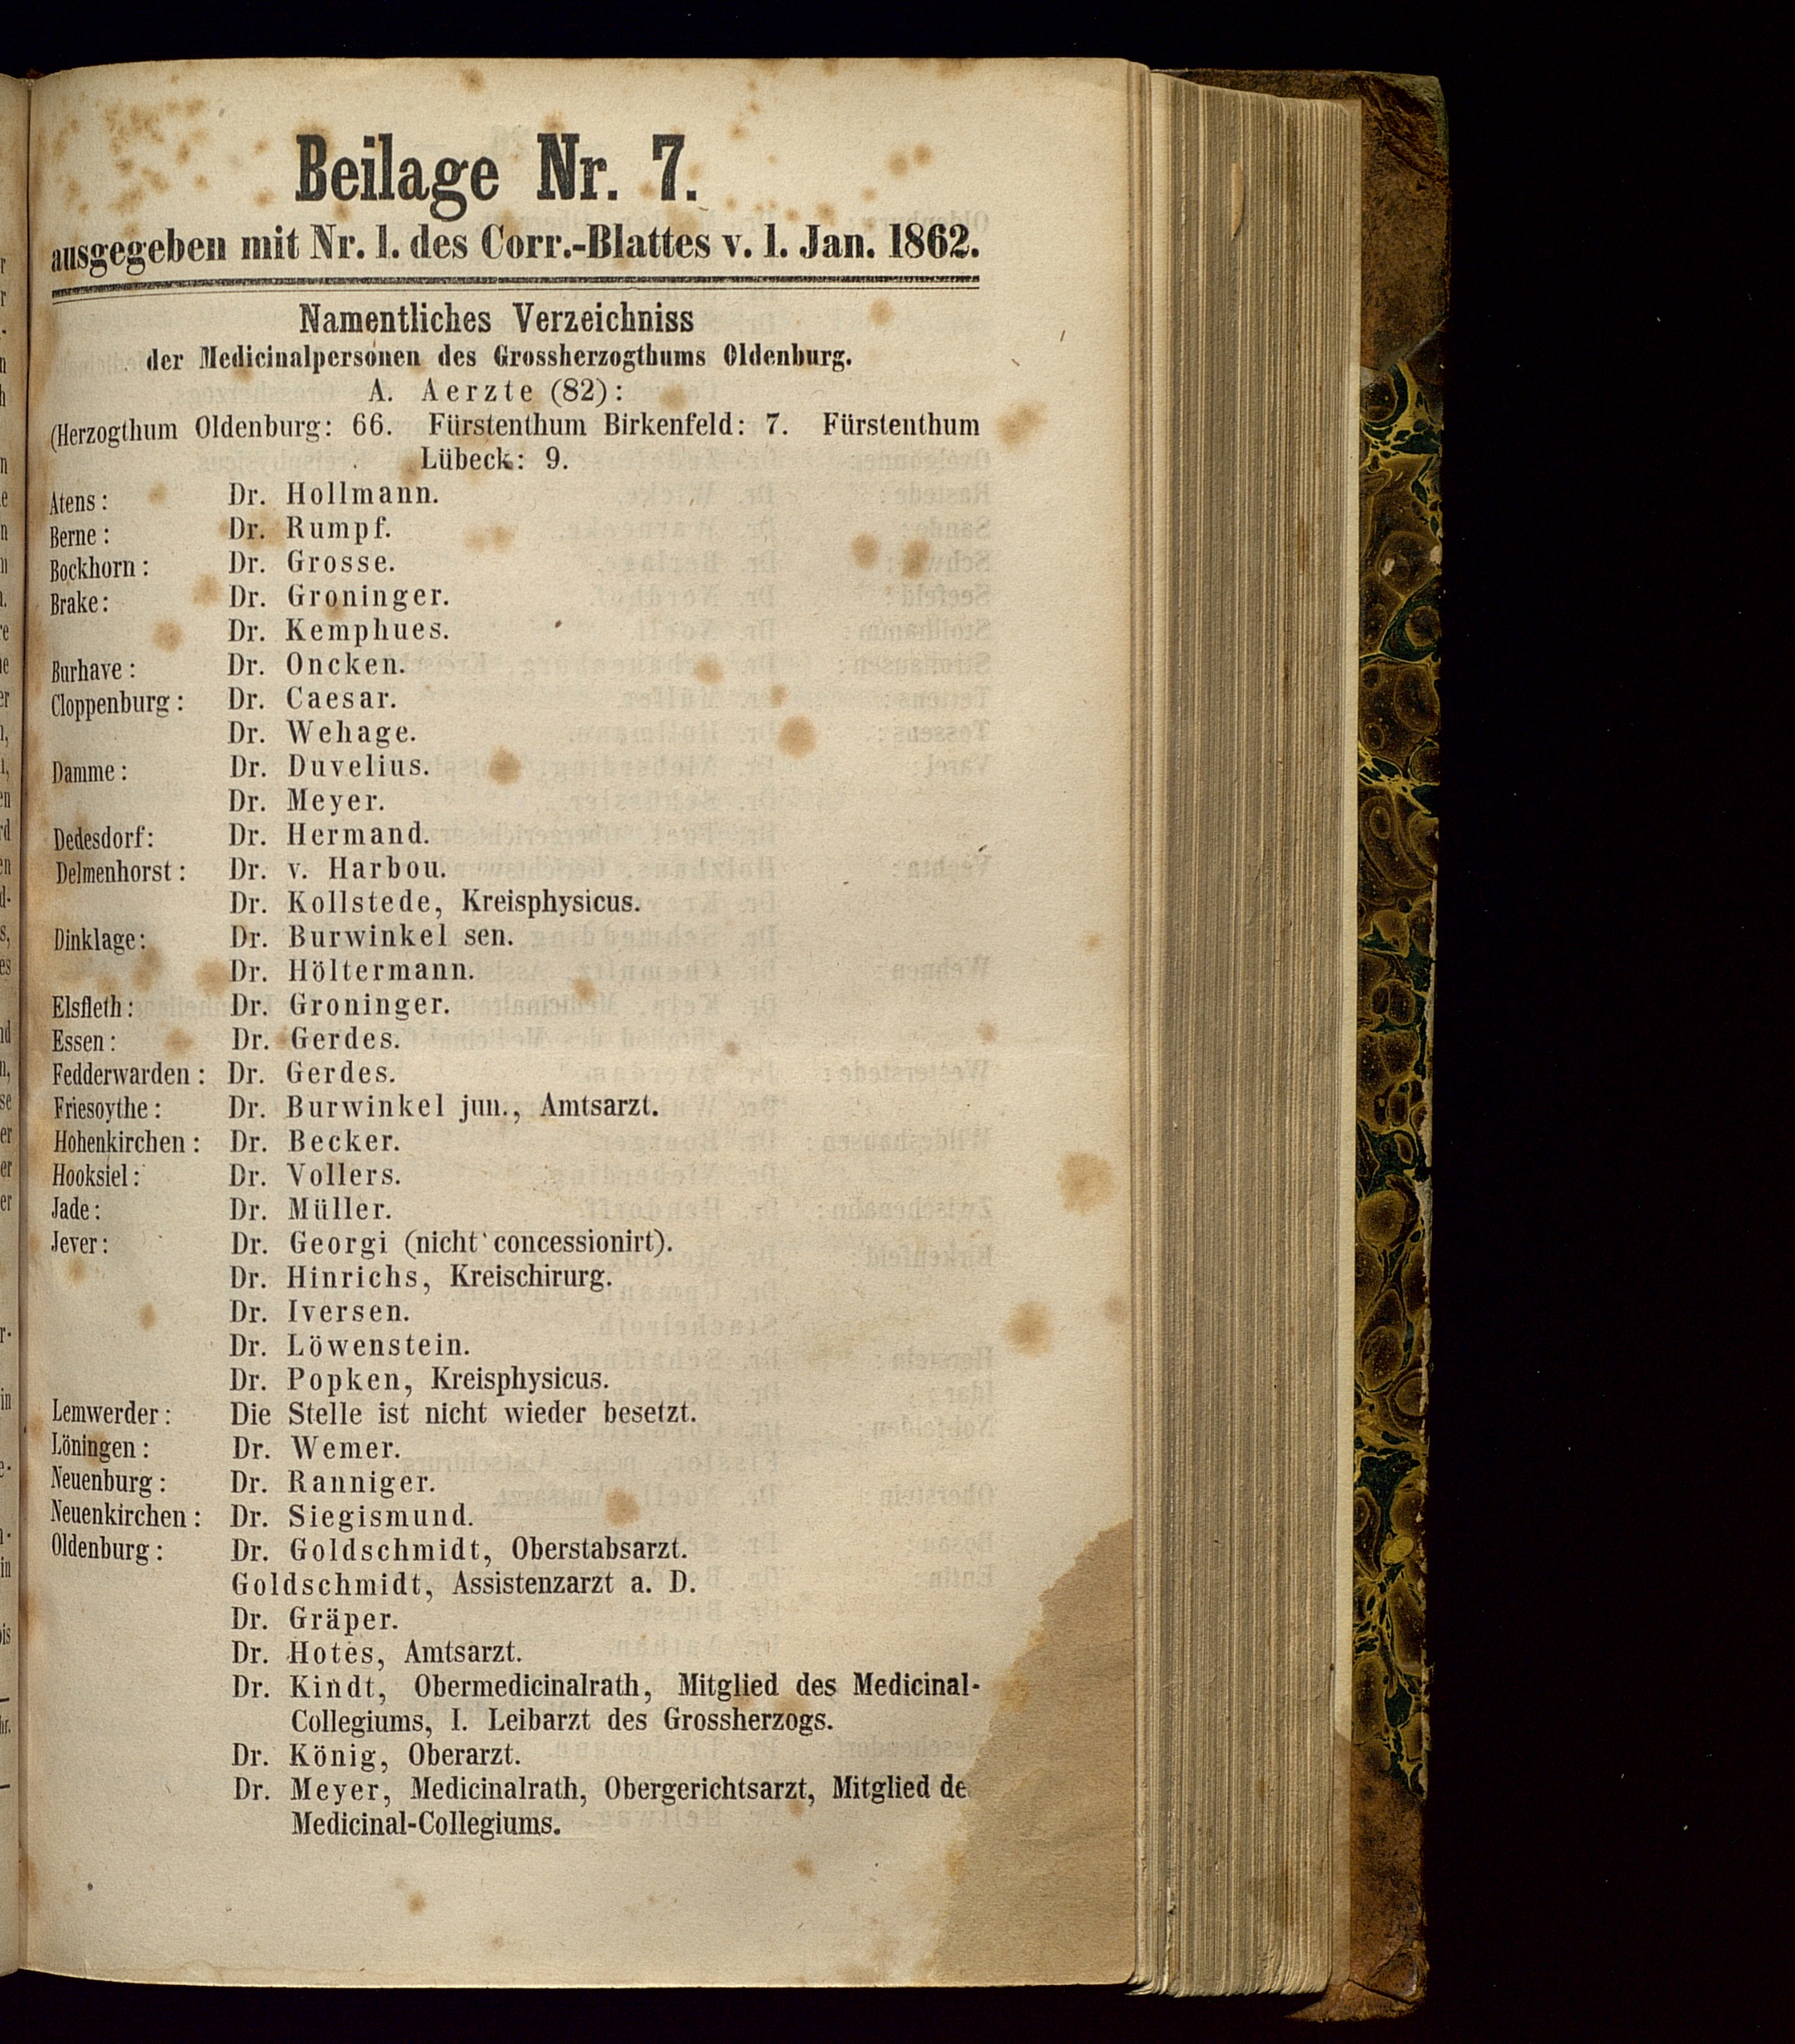 Beilage Nr. 7.
ausgegeben mit Nr. 1. des Corr.-Blattes v. 1. Jan. 1862.
Namentliches Verzeichniss
der Medicinalpersonen des Grossherzogthums Oldenburg.
A. Aerzte (82):
(Herzogthum Oldenburg: 66. Fürstenthum Birkenfeld: 7. Fürstenthum
Lübeck: 9.
Atens: Dr. Hollmann.
Berne: Dr. Rumpf.
Bockhorn: Dr. Grosse.
Brake: Dr. Groninger.
Dr. Kemphues.
Burhave: Dr. Oncken.
Cloppenburg: Dr. Caesar.
Dr. Wehage.
Damme: Dr. Duvelius.
Dr. Meyer.
Dedesdorf: Dr. Hermand.
Delmenhorst: Dr. v. Harbou.
Dr. Kollstede, Kreisphysicus.
Dinklage: Dr. Burwinkel sen.
Dr. Höltermann.
Elsfleth: Dr. Groninger.
Essen: Dr. Gerdes.
Fedderwarden: Dr. Gerdes.
Friesoythe: Dr. Burwinkel jun., Amtsarzt.
Hohenkirchen: Dr. Becker.
Hooksiel: Dr. Vollers.
Jade: Dr. Müller.
Jever: Dr. Georgi (nicht concessionirt).
Dr. Hinrichs, Kreischirurg.
Dr. Iversen.
Dr. Löwenstein.
Dr. Popken, Kreisphysicus.
Lemwerder: Die Stelle ist nicht wieder besetzt.
Löningen: Dr. Wemer.
Neuenburg: Dr. Ranniger.
Neuenkirchen: Dr. Siegismund.
Oldenburg: Dr. Goldschmidt, Oberstabsarzt.
Goldschmidt, Assistenzarzt a. D.
Dr. Gräper.
Dr. Hotes, Amtsarzt.
Dr. Kindt, Obermedicinalrath, Mitglied des Medicinal-
Collegiums, I. Leibarzt des Grossherzogs.
Dr. König, Oberarzt.
Dr. Meyer, Medicinalrath, Obergerichtsarzt, Mitglied de
Medicinal-Collegiums.